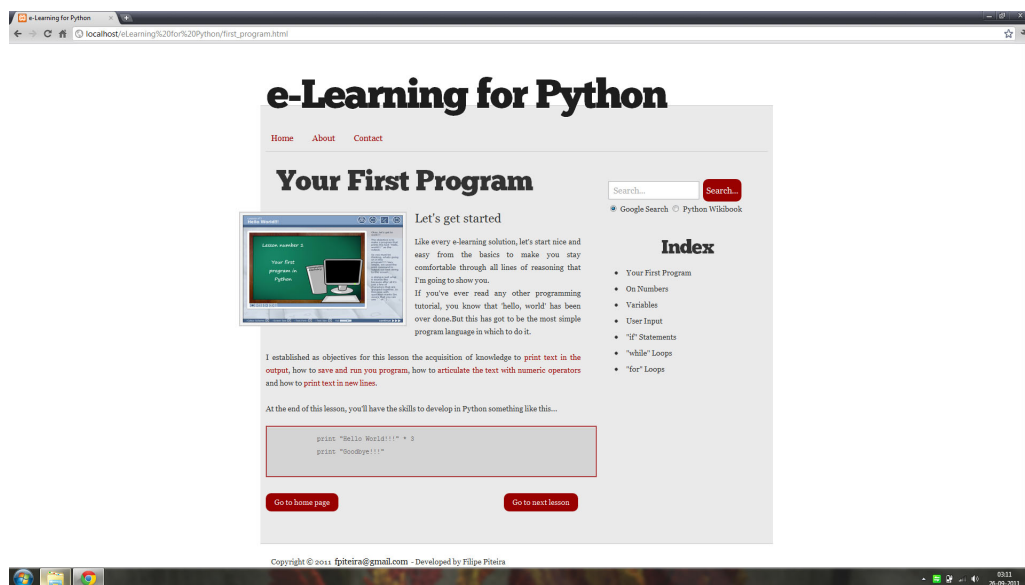 e-Learning for Python
localhost/eLearning%20for%20Python/first_program.html
e-Learning for Python
Home About Contact
Your First Program
Search... Search...
Google Search Python Wikibook
Hello World!!!
Lesson number 1
Your first
program in
Python
Let's get started
Like every e-learning solution, let's start nice and
easy from the basics to make you stay
comfortable through all lines of reasoning that
I'm going to show you.
If you've ever read any other programming
tutorial, you know that 'hello, world' has been
over done.But this has got to be the most simple
program language in which to do it.
Index
Your First Program
On Numbers
Variables
User Input
"if" Statements
"while" Loops
"for" Loops
I established as objectives for this lesson the acquisition of knowledge to print text in the
output, how to save and run you program, how to articulate the text with numeric operators
and how to print text in new lines.
At the end of this lesson, you'll have the skills to develop in Python something like this...
print "Hello World!!!" * 3
print "Goodbye!!!"
Go to home page Go to next lesson
Copyright © 2011 fpiteira@gmail.com - Developed by Filipe Piteira
03:11
26-09-2011